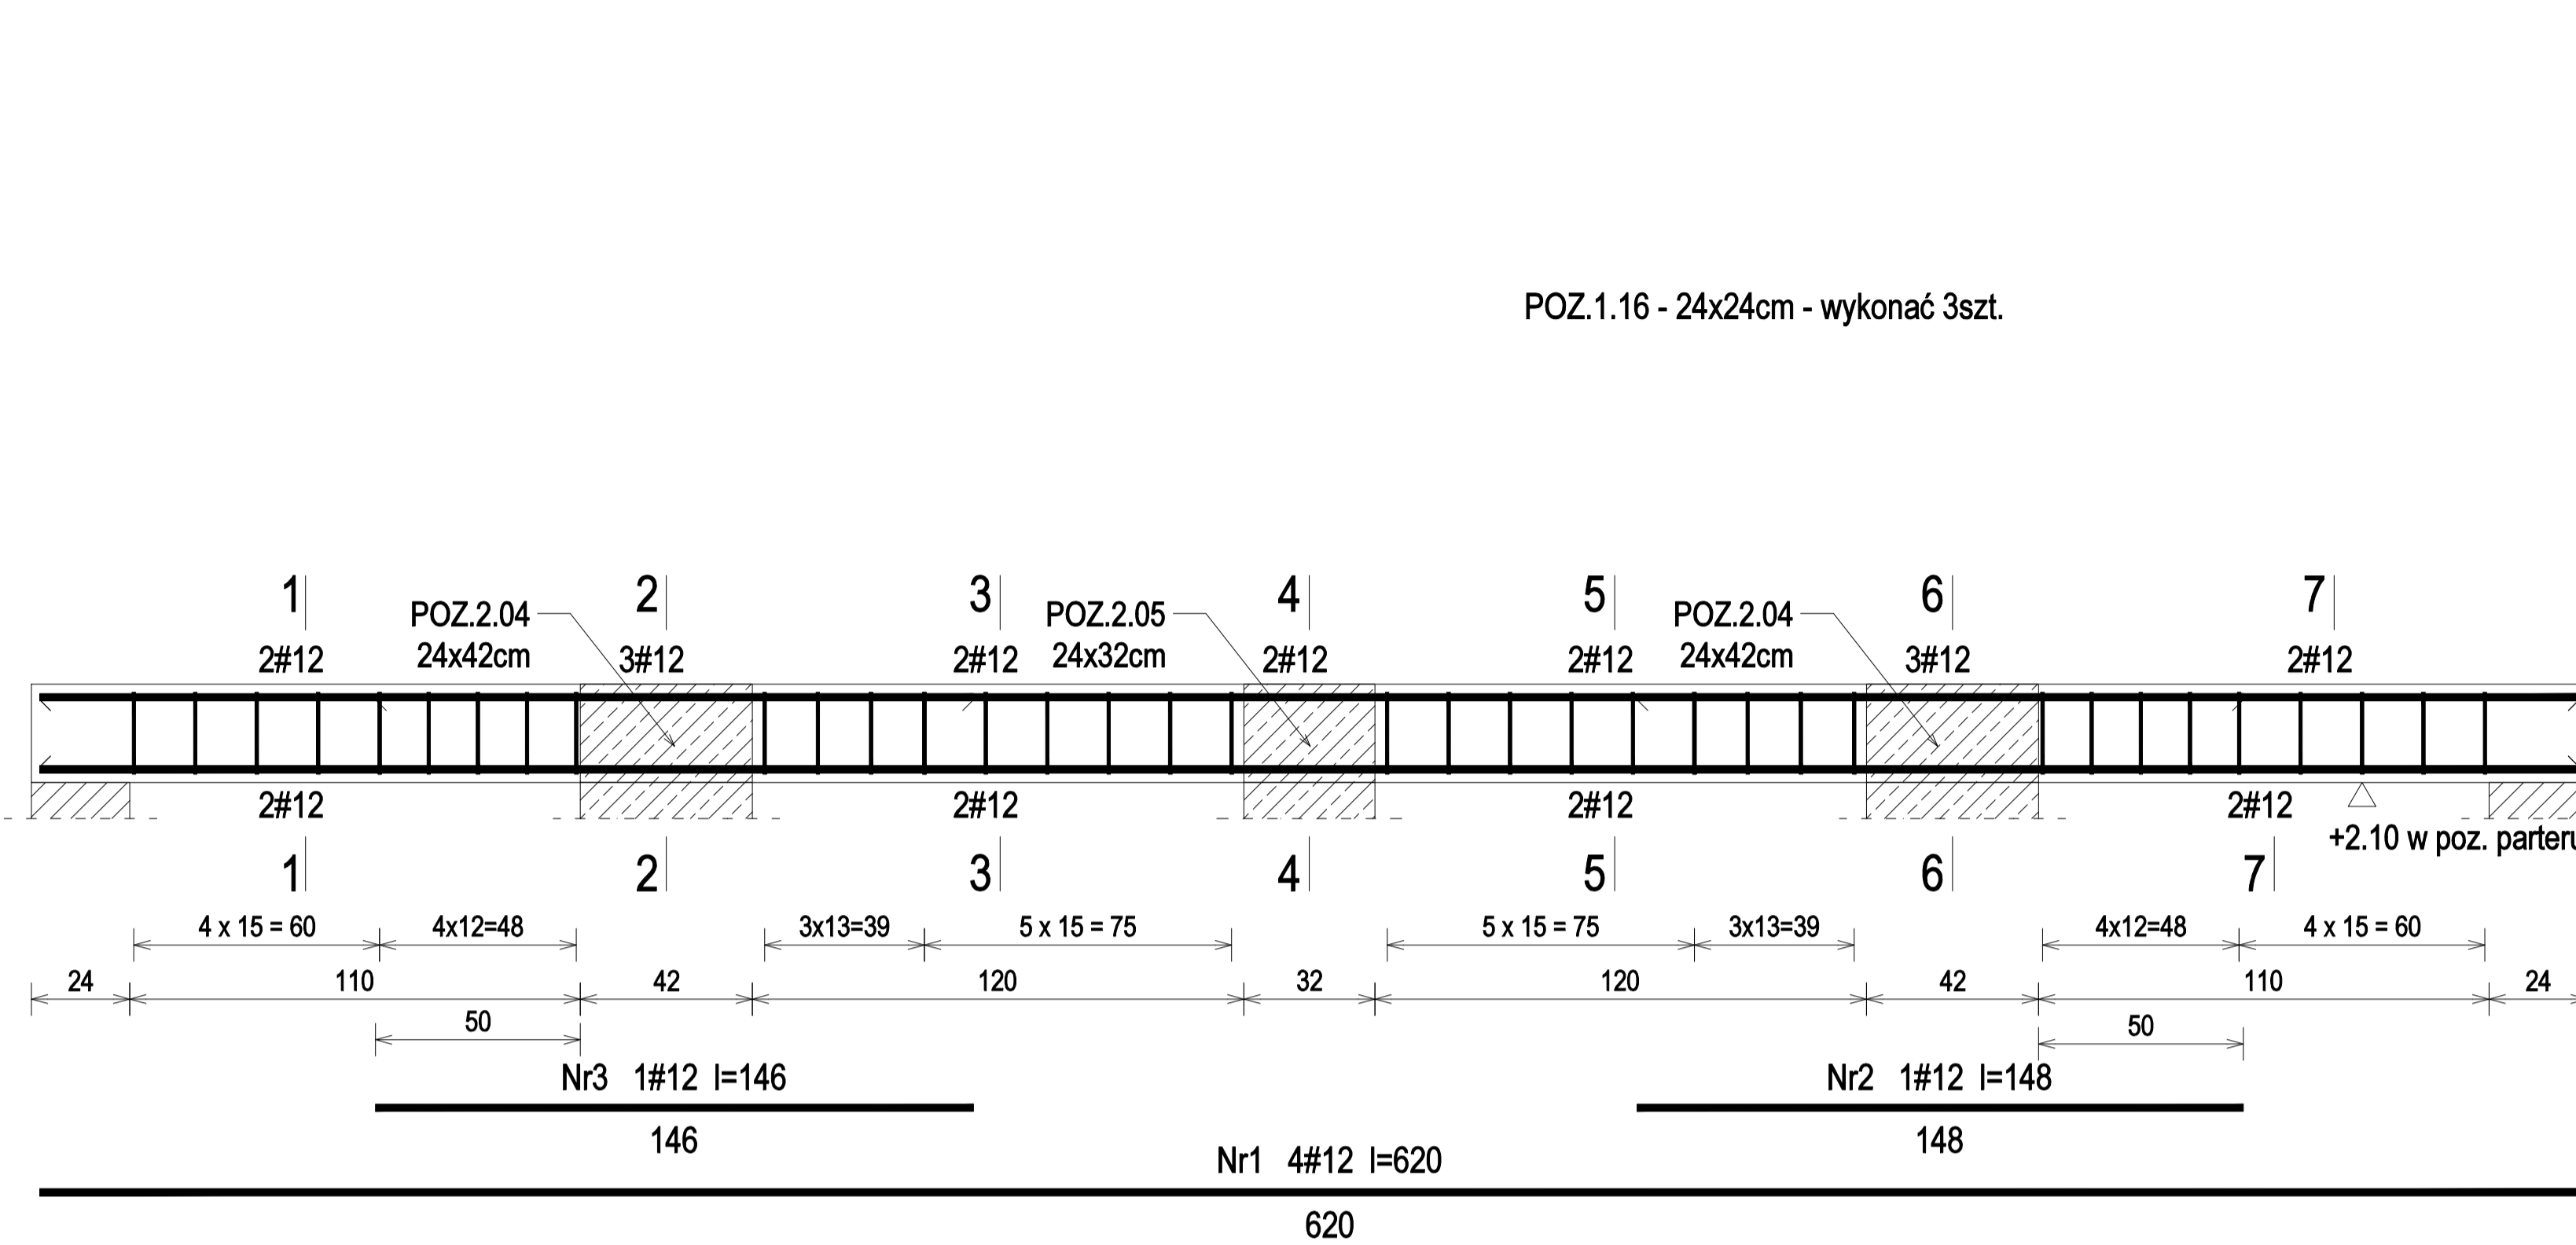 POZ.1.16 - 24x24cm - wykonać 3szt.
1 2 3 4 5 6 7
POZ.2.04 POZ.2.05 POZ.2.04
2#12 24x42cm 3#12 2#12 24x32cm 2#12 2#12 24x42cm 3#12 2#12
2#12 2#12 2#12 2#12
+2.10 w poz. parteru
1 2 3 4 5 6 7
4 x 15 = 60 4x12=48 3x13=39 5 x 15 = 75 5 x 15 = 75 3x13=39 4x12=48 4 x 15 = 60
24 110 42 120 32 120 42 110 24
50 50
Nr3 1#12 l=146 Nr2 1#12 l=148
146 148
Nr1 4#12 l=620
620